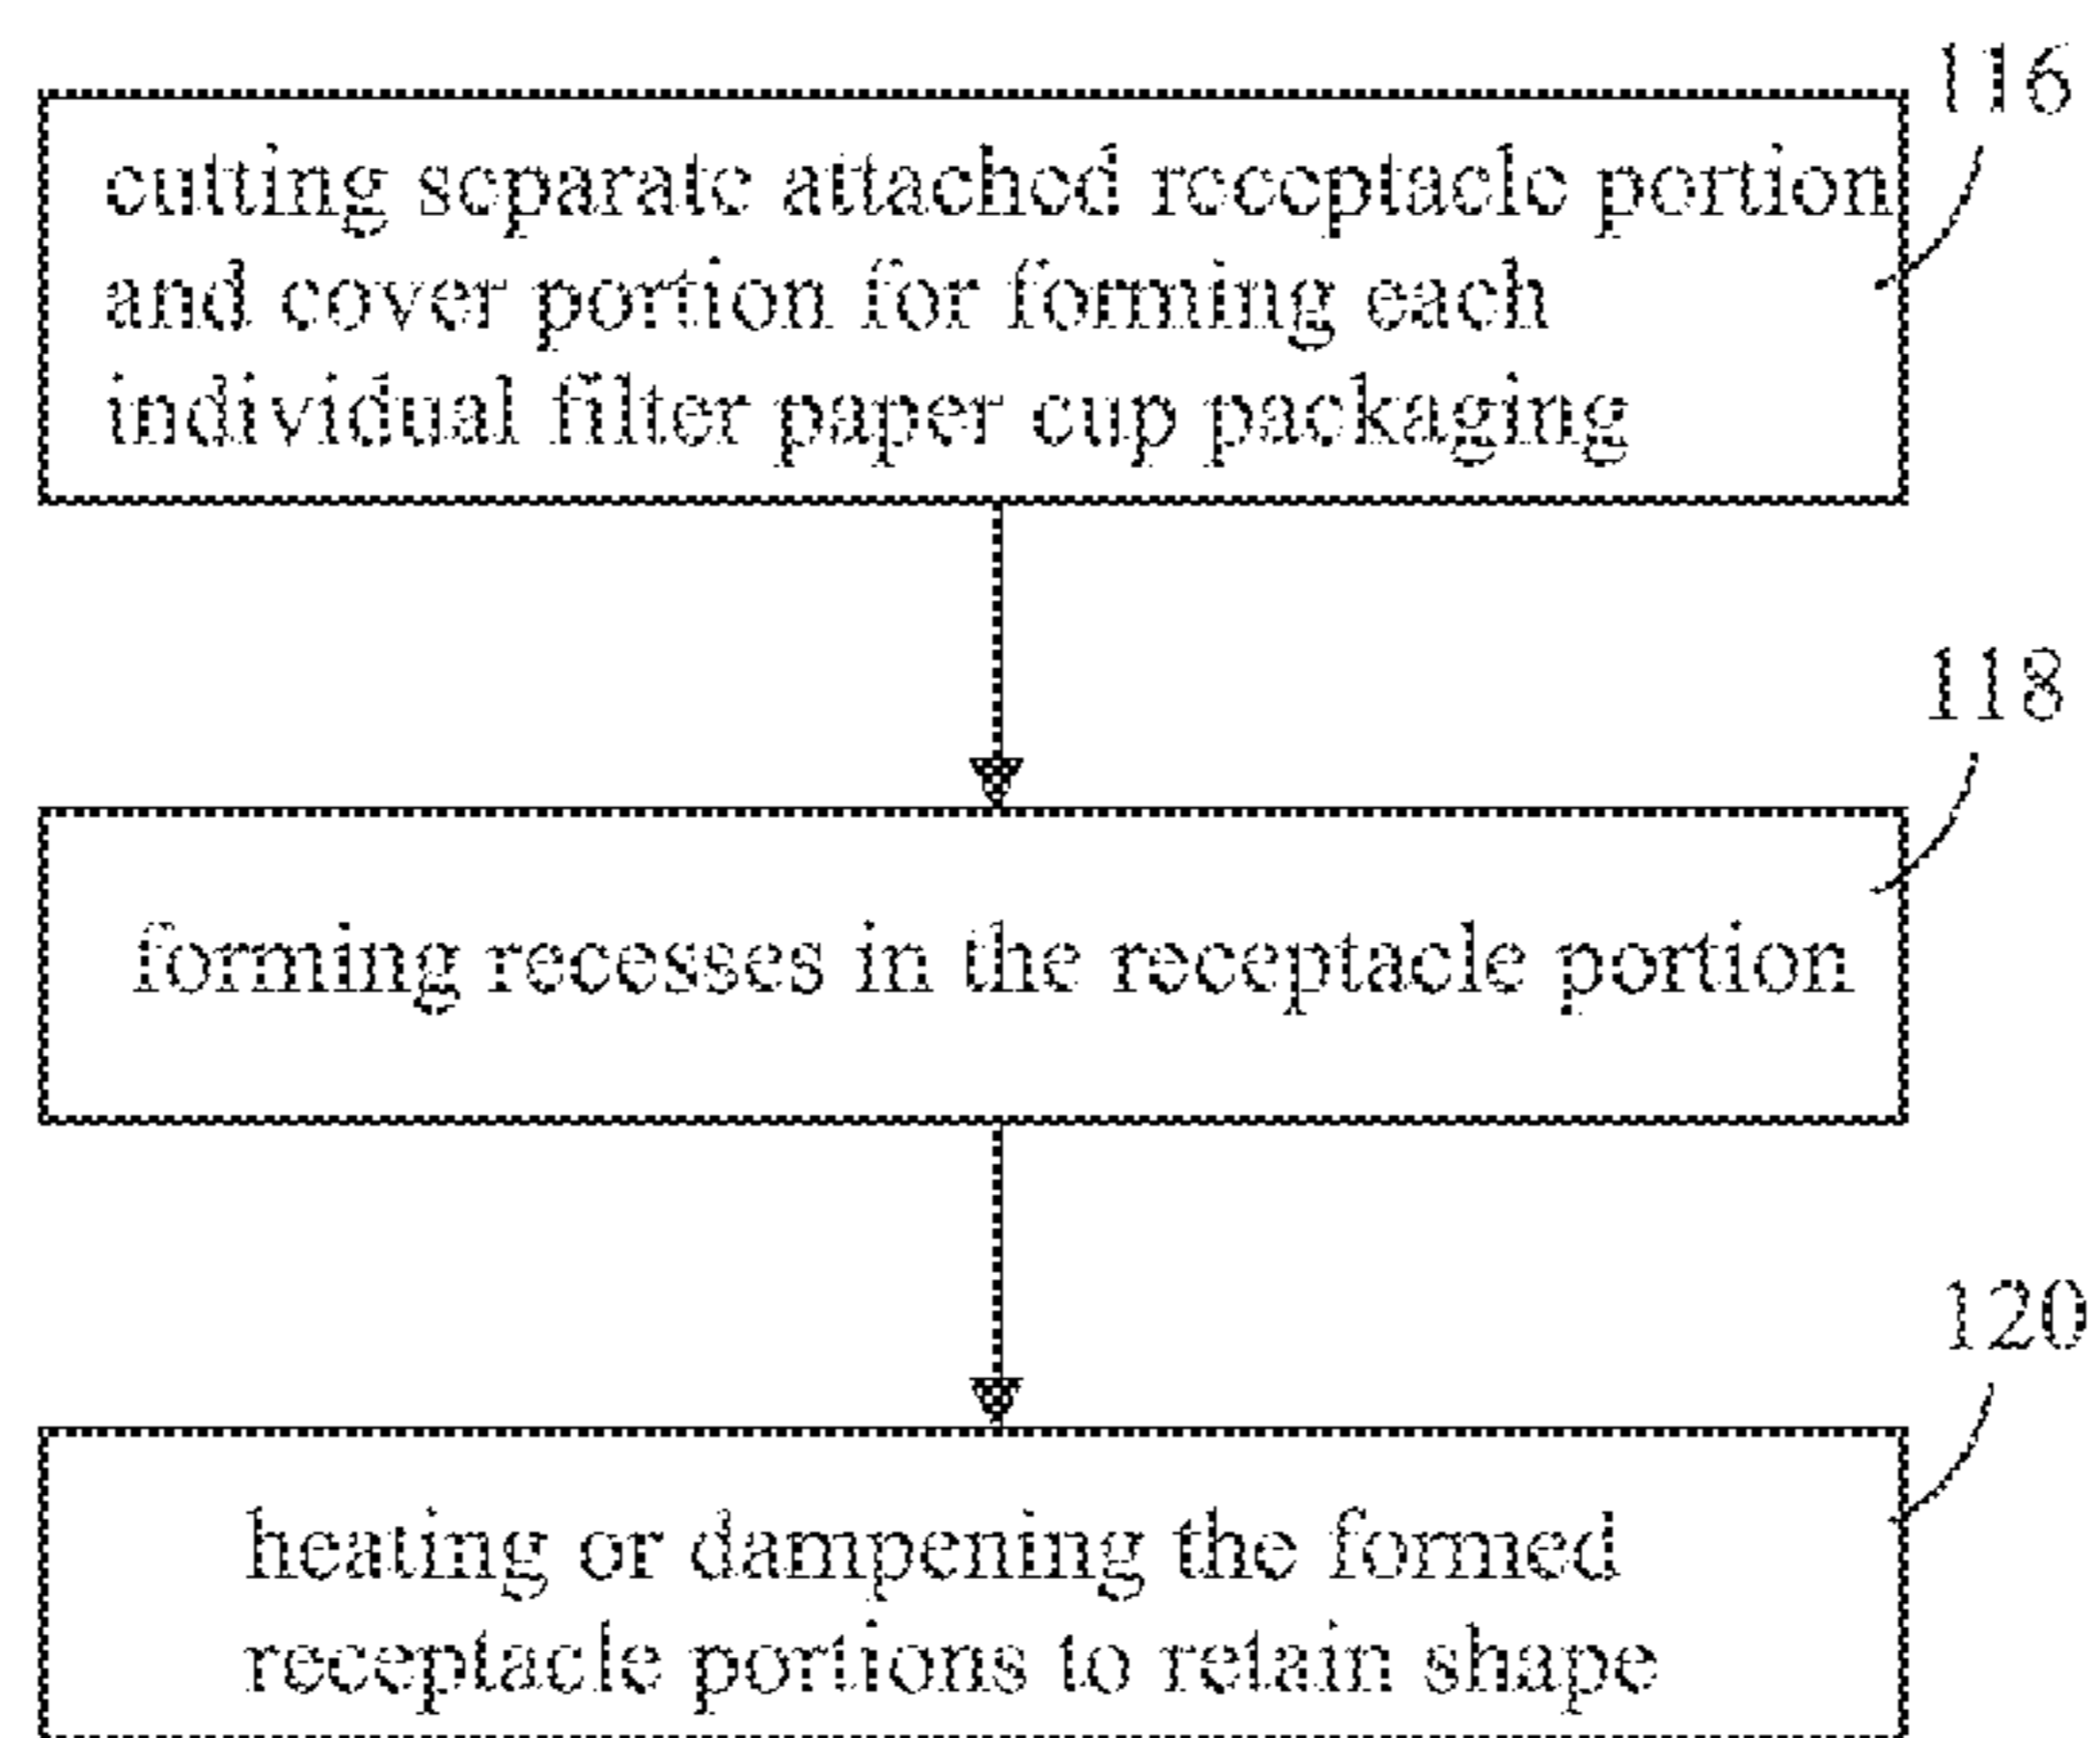 116
cutting separate attached receptacle portion
and cover portion for forming each
individual filter paper cup packaging
118
forming recesses in the receptacle portion
120
heating or dampening the formed
receptacle portions to retain shape